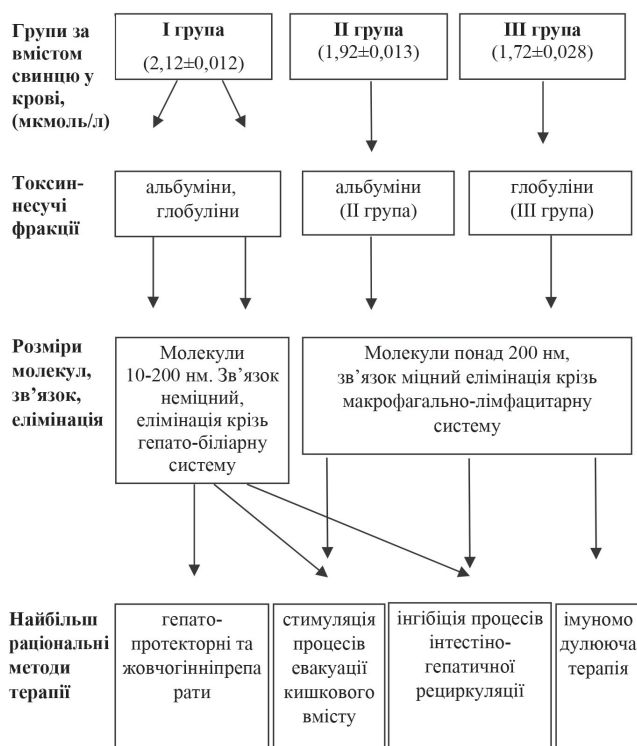 Групи за
вмістом
свинцю у
крові,
(мкмоль/л)
І група
(2,12±0,012)
ІІ група
(1,92±0,013)
ІІІ група
(1,72±0,028)
Токсин-
несучі
фракції
альбуміни,
глобуліни
альбуміни
(ІІ група)
глобуліни
(ІІІ група)
Розміри
молекул,
зв’язок,
елімінація
Молекули
10-200 нм. Зв’язок
неміцний,
елімінація крізь
гепато-біліарну
систему
Молекули понад 200 нм,
зв’язок міцний елімінація крізь
макрофагально-лімфацитарну
систему
Найбільш
раціональні
методи
терапії
гепато-
протекторні та
жовчогінніпрепа
рати
стимуляція
процесів
евакуації
кишкового
вмісту
інгібіція процесів
інтестіно-
гепатичної
рециркуляції
імуномо
дулююча
терапія